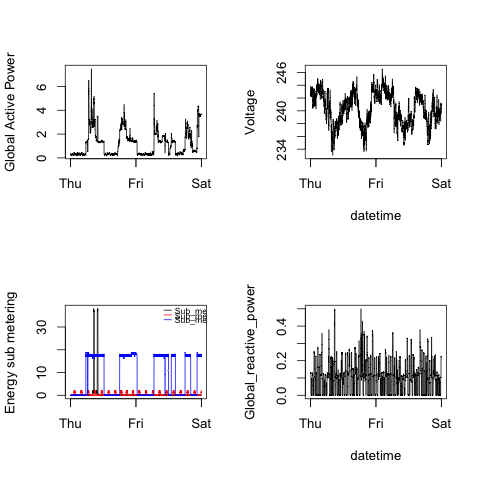 Global Active Power
6
4
2
0
Thu Fri Sat
Voltage
246
240
234
Thu Fri Sat
datetime
Energy sub metering
30
10
0
Sub_me
Sub_me
Thu Fri Sat
Global_reactive_power
0.4
0.2
0.0
Thu Fri Sat
datetime